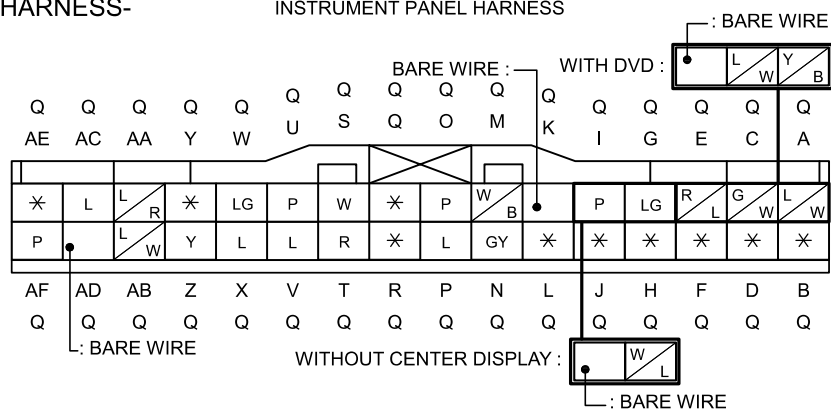 HARNESS-
INSTRUMENT PANEL HARNESS
: BARE WIRE
BARE WIRE :
WITH DVD :
L W Y B
Q Q Q Q Q Q Q Q Q Q Q Q Q Q Q Q
AE AC AA Y W U S Q O M K I G E C A
* L L R * LG P W * P W B P LG R L G W L W
P L W Y L L R * L GY * * * * * *
AF AD AB Z X V T R P N L J H F D B
Q Q Q Q Q Q Q Q Q Q Q Q Q Q Q Q
: BARE WIRE
WITHOUT CENTER DISPLAY :
W L
: BARE WIRE